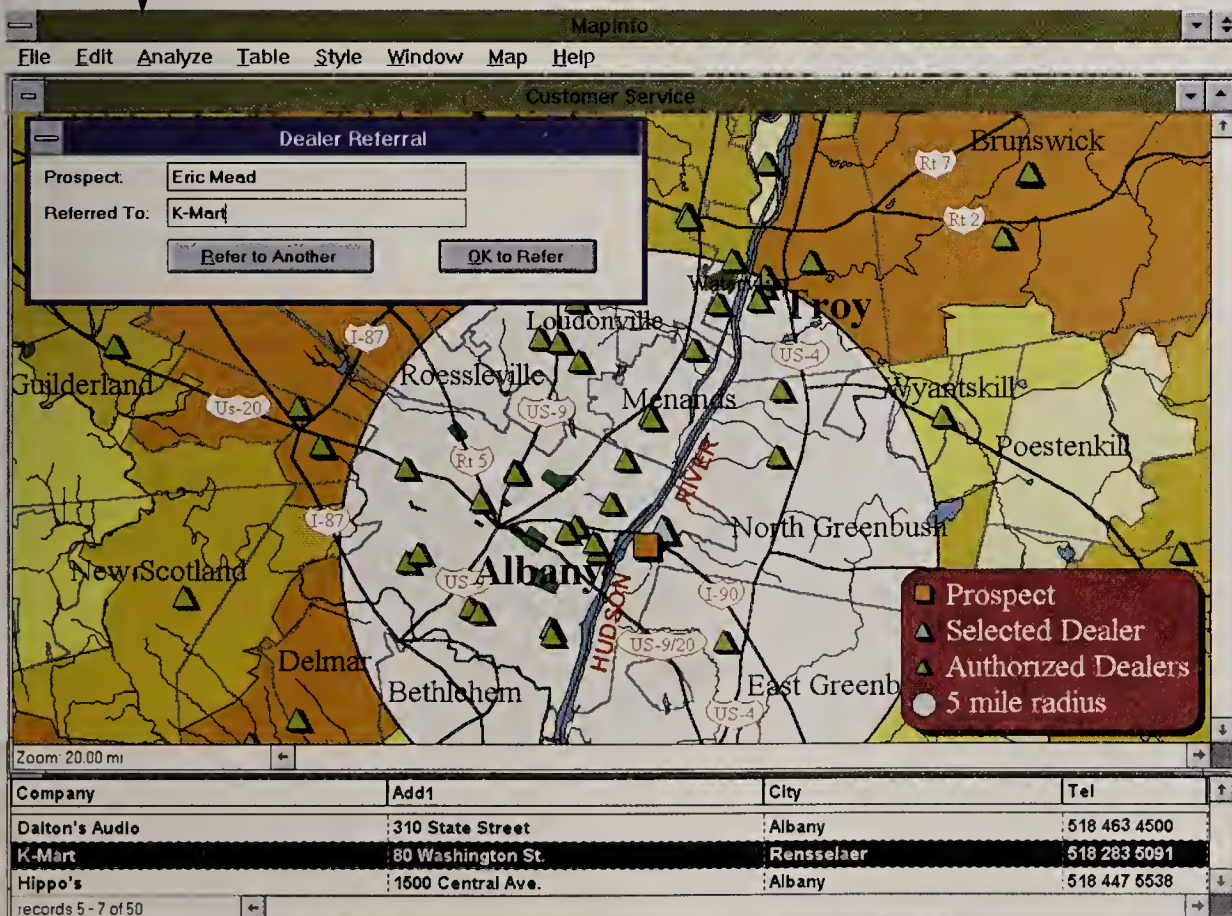 MapInfo
File Edit Analyze Table Style Window Map Help
Customer Service
Dealer Referral
Prospect: Eric Mead
Referred To: K-Mart
Refer to Another OK to Refer
Brunswick
Rt 7
Rt 2
Watervliet
Troy
Loudonville
I-87
US-4
Guilderland
Roessleville
Wyantskill
Us-20
US-9
Menands
Poestenkill
Rt 5
RIVER
I-87
North Greenbush
New Scotland
US-
Albany
I-90
HUDSON
US-9/20
Delmar
Bethlehem
East Greenb
US-4
Prospect
Selected Dealer
Authorized Dealers
5 mile radius
Zoom: 20.00 mi
Company Add1 City Tel
Dalton's Audio 310 State Street Albany 518 463 4500
K-Mart 80 Washington St. Rensselaer 518 283 5091
Hippo's 1500 Central Ave. Albany 518 447 5538
records 5 - 7 of 50